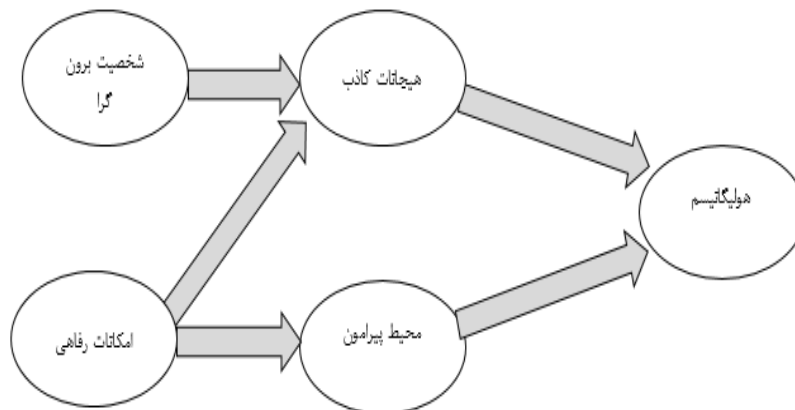 شخصیت برون
گرا
هیجانات کاذب
هولیگانیسم
امکانات رفاهی
محیط پیرامون